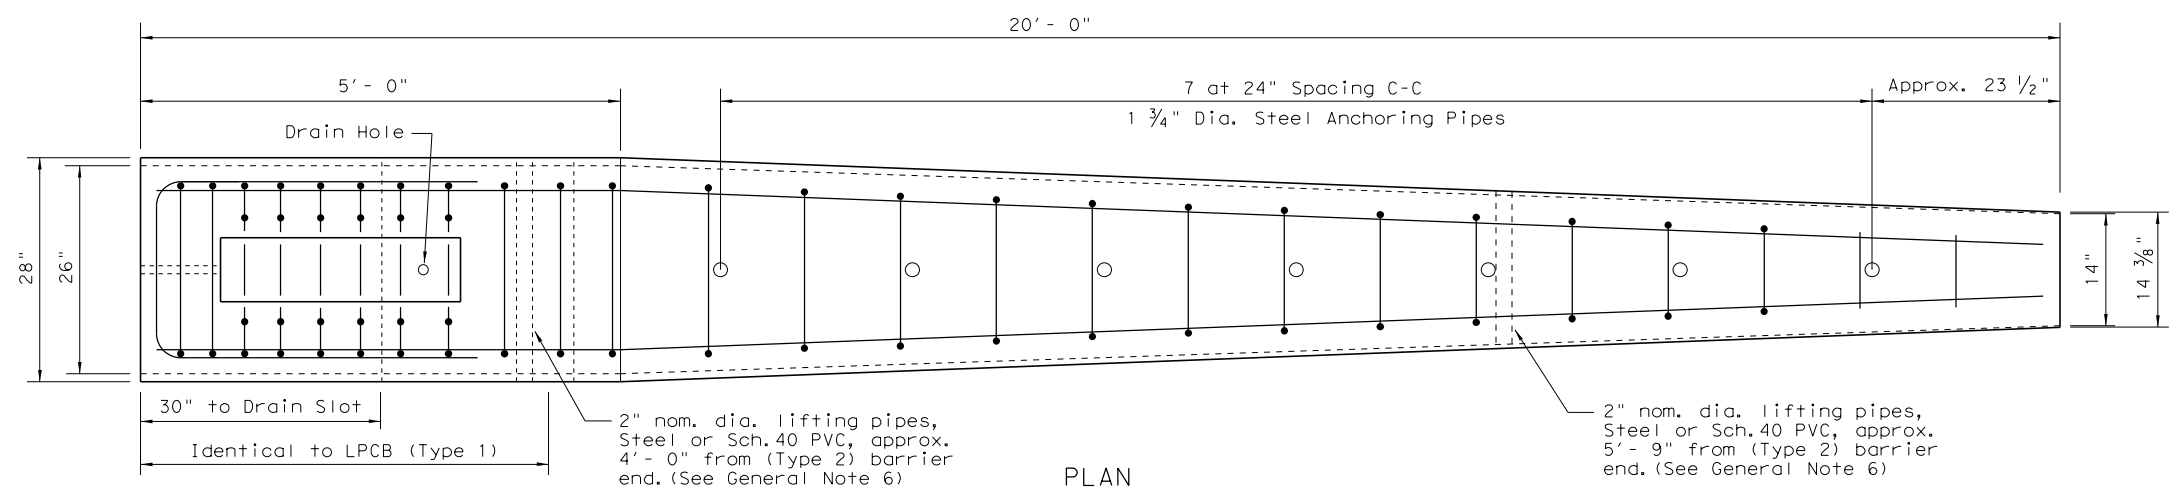 20'- 0"
5'- 0"
7 at 24" Spacing C-C
Approx. 23 ½"
1 ¾" Dia. Steel Anchoring Pipes
Drain Hole
28"
26"
14"
14 ⅜"
30" to Drain Slot
Identical to LPCB (Type 1)
2" nom. dia. lifting pipes,
Steel or Sch.40 PVC, approx.
4'- 0" from (Type 2) barrier
end.(See General Note 6)
PLAN
2" nom. dia. lifting pipes,
Steel or Sch.40 PVC, approx.
5'- 9" from (Type 2) barrier
end.(See General Note 6)